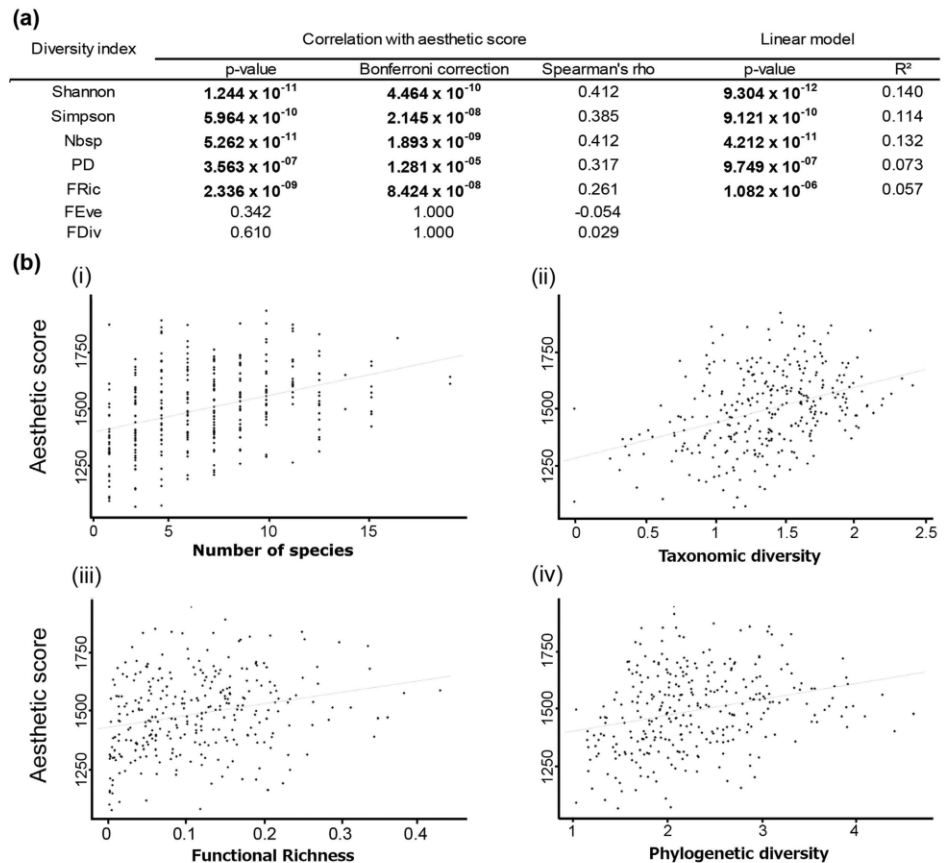 (a)
Diversity index Correlation with aesthetic score Linear model
p-value Bonferroni correction Spearman's rho p-value R²
Shannon 1.244 x 10⁻¹¹ 4.464 x 10⁻¹⁰ 0.412 9.304 x 10⁻¹² 0.140
Simpson 5.964 x 10⁻¹⁰ 2.145 x 10⁻⁰⁸ 0.385 9.121 x 10⁻¹⁰ 0.114
Nbsp 5.262 x 10⁻¹¹ 1.893 x 10⁻⁰⁹ 0.412 4.212 x 10⁻¹¹ 0.132
PD 3.563 x 10⁻⁰⁷ 1.281 x 10⁻⁰⁵ 0.317 9.749 x 10⁻⁰⁷ 0.073
FRic 2.336 x 10⁻⁰⁹ 8.424 x 10⁻⁰⁸ 0.261 1.082 x 10⁻⁰⁶ 0.057
FEve 0.342 1.000 -0.054
FDiv 0.610 1.000 0.029
(b)
(i)
Aesthetic score
1750
1500
1250
0 5 10 15
Number of species
(ii)
1750
1500
1250
0 0.5 1 1.5 2 2.5
Taxonomic diversity
(iii)
Aesthetic score
1750
1500
1250
0 0.1 0.2 0.3 0.4
Functional Richness
(iv)
1750
1500
1250
1 2 3 4
Phylogenetic diversity